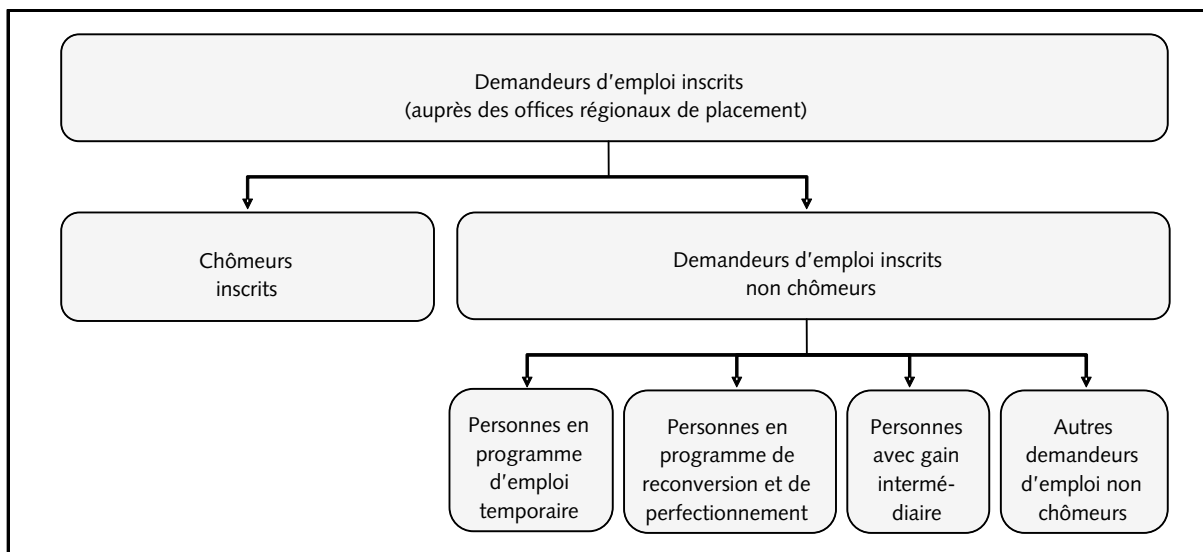 Demandeurs d'emploi inscrits
(auprès des offices régionaux de placement)
Chômeurs
inscrits
Demandeurs d'emploi inscrits
non chômeurs
Personnes en
programme
d'emploi
temporaire
Personnes en
programme de
reconversion et de
perfectionnement
Personnes
avec gain
intermé-
diaire
Autres
demandeurs
d'emploi non
chômeurs